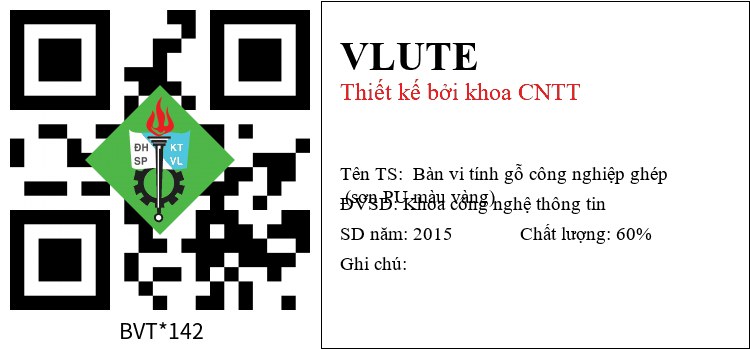 ĐH KT
SP VL
BVT*142
VLUTE
Thiết kế bởi khoa CNTT
Tên TS: Bàn vi tính gỗ công nghiệp ghép
(sơn PU màu vàng)
ĐVSD: Khoa công nghệ thông tin
SD năm: 2015 Chất lượng: 60%
Ghi chú: